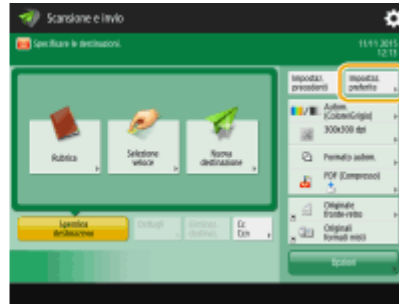 Scansione e invio
Specificare le destinazioni.
11/11 2015
12:15
Impostaz. precedenti
Impostaz. preferite
Autom. (Colore/Grigio)
300x300 dpi
Rubrica
Selezione veloce
Nuova destinazione
Formato autom.
PDF (Compresso)
Originale fronte-retro
Originali formati misti
Specifica destinazioni
Dettagli
Cc
Ccn
Opzioni